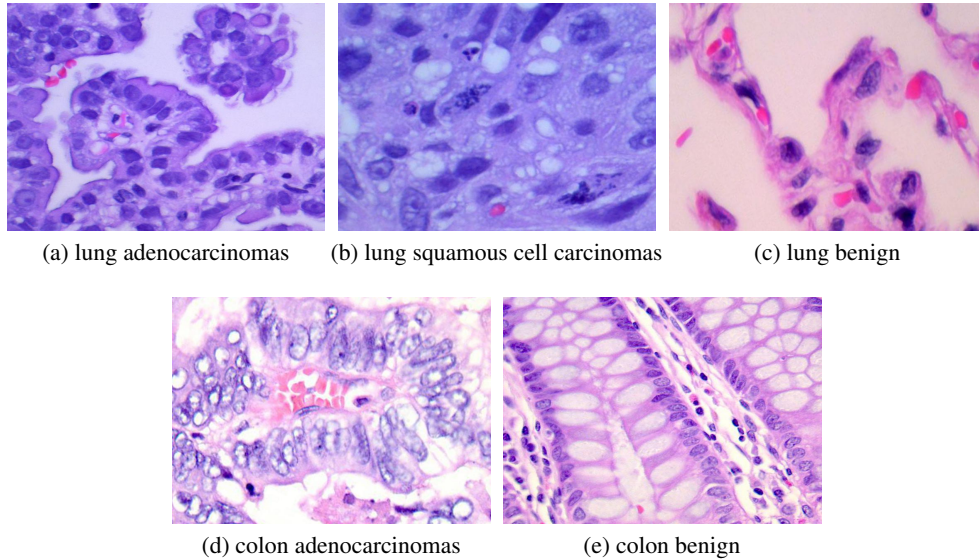 (a) lung adenocarcinomas
(b) lung squamous cell carcinomas
(c) lung benign
(d) colon adenocarcinomas
(e) colon benign